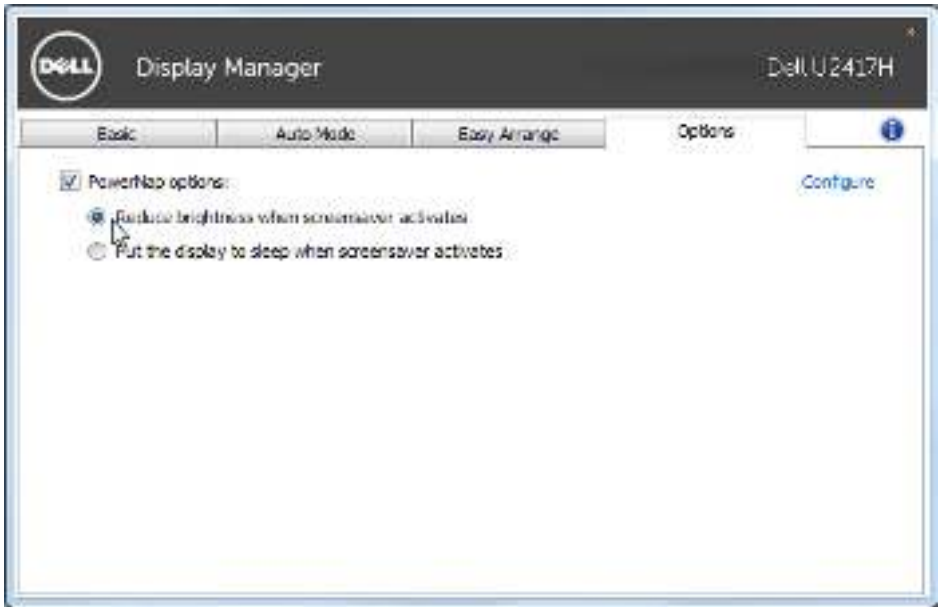 DELL
Display Manager
Dell U2417H
Basic
Auto Mode
Easy Arrange
Options
PowerNap options:
Configure
Reduce brightness when screensaver activates
Put the display to sleep when screensaver activates